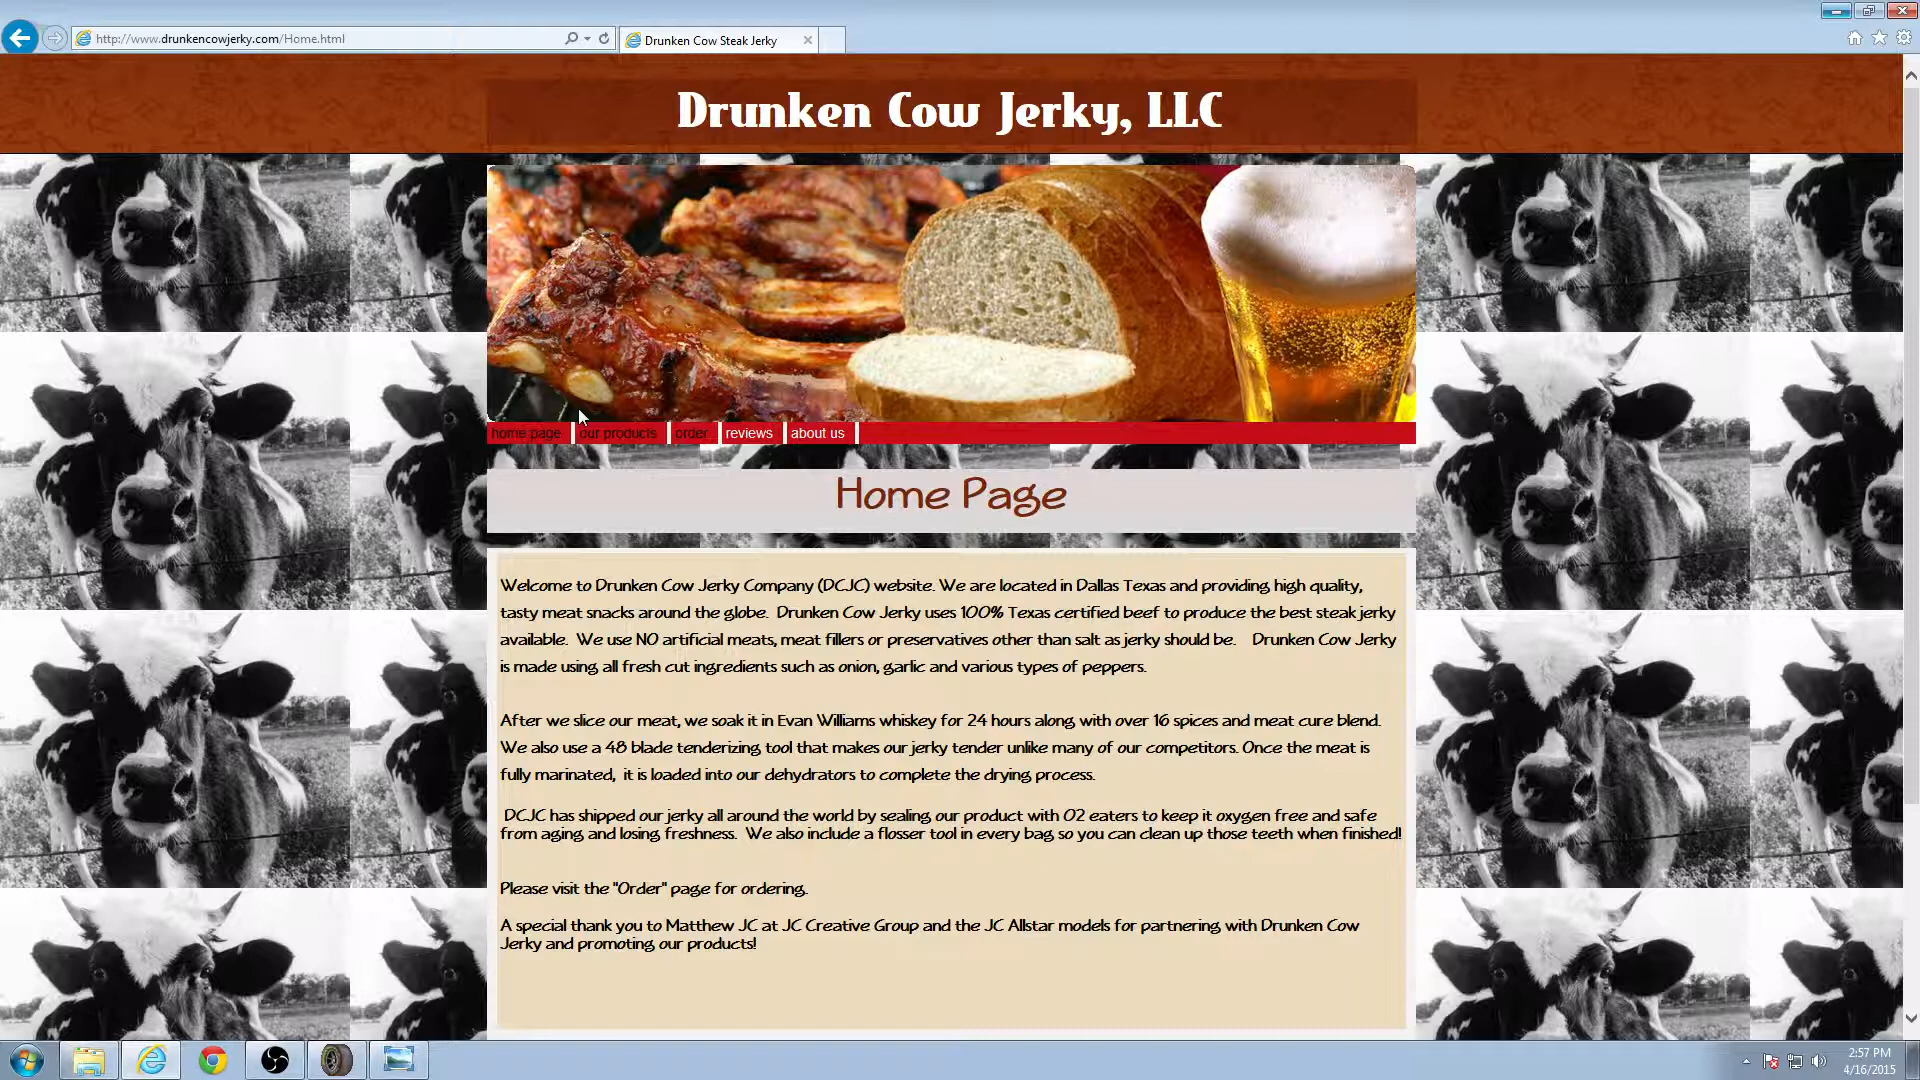 http://www.drunkencowjerky.com/Home.html
Drunken Cow Steak Jerky
Drunken Cow Jerky, LLC
home page our products order reviews about us
Home Page
Welcome to Drunken Cow Jerky Company (DCJC) website. We are located in Dallas Texas and providing high quality,
tasty meat snacks around the globe. Drunken Cow Jerky uses 100% Texas certified beef to produce the best steak jerky
available. We use NO artificial meats, meat fillers or preservatives other than salt as jerky should be. Drunken Cow Jerky
is made using all fresh cut ingredients such as onion, garlic and various types of peppers.
After we slice our meat, we soak it in Evan Williams whiskey for 24 hours along with over 16 spices and meat cure blend.
We also use a 48 blade tenderizing tool that makes our jerky tender unlike many of our competitors. Once the meat is
fully marinated, it is loaded into our dehydrators to complete the drying process.
DCJC has shipped our jerky all around the world by sealing our product with O2 eaters to keep it oxygen free and safe
from aging and losing freshness. We also include a flosser tool in every bag so you can clean up those teeth when finished!
Please visit the "Order" page for ordering.
A special thank you to Matthew JC at JC Creative Group and the JC Allstar models for partnering with Drunken Cow
Jerky and promoting our products!
2:57 PM
4/16/2015